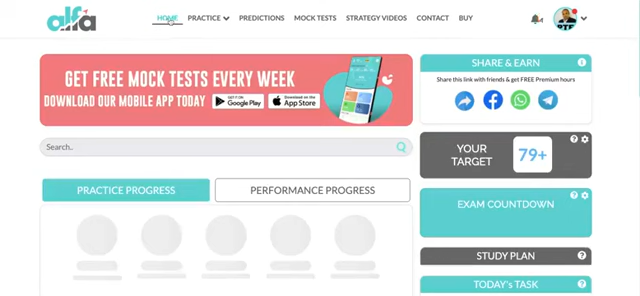 alfa
HOME
PRACTICE
PREDICTIONS
MOCK TESTS
STRATEGY VIDEOS
CONTACT
BUY
GET FREE MOCK TESTS EVERY WEEK
DOWNLOAD OUR MOBILE APP TODAY
GET IT ON
Google Play
Download on the
App Store
Search..
PRACTICE PROGRESS
PERFORMANCE PROGRESS
SHARE & EARN
Share this link with friends & get FREE Premium hours
YOUR
TARGET
79+
EXAM COUNTDOWN
STUDY PLAN
TODAY's TASK